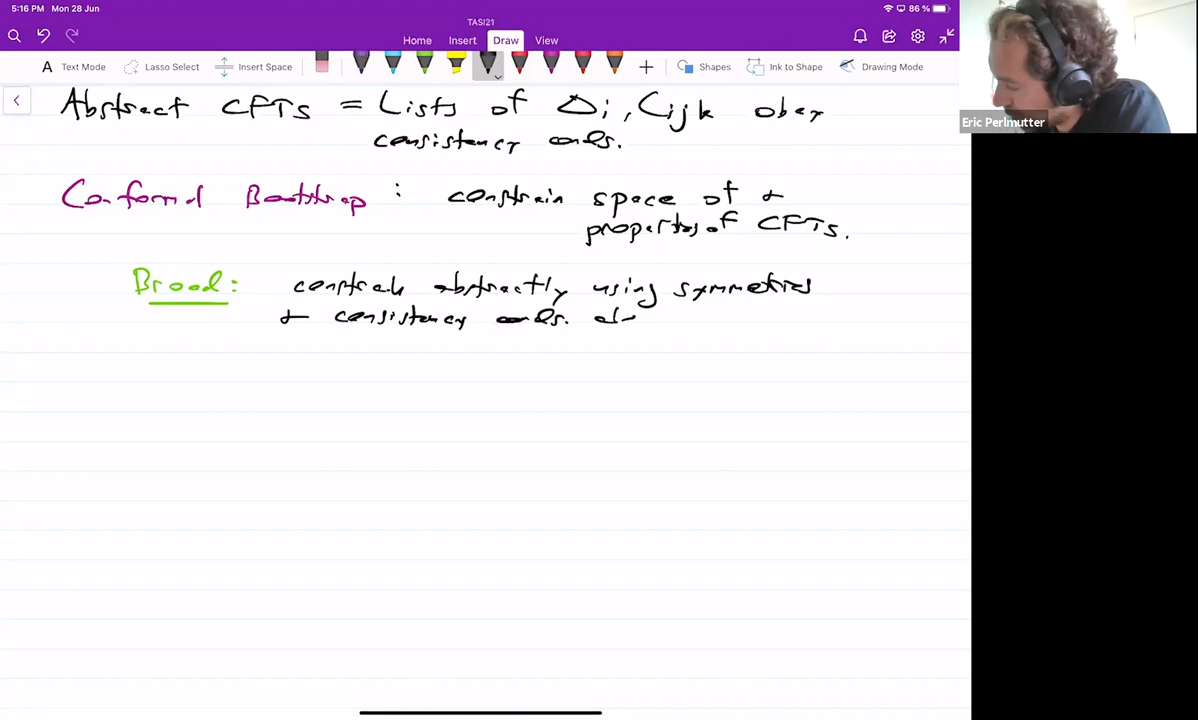 5:16 PM Mon 28 Jun
86 %
TASI21
Home Insert Draw View
A Text Mode Lasso Select Insert Space Shapes Ink to Shape Drawing Mode
Abstract CFTs = Lists of Δi, Cijk obey
consistency conds.
Conformal Bootstrap : constrain space of +
properties of CFTs.
Broad: constrain abstractly using symmetries
+ consistency conds.
Eric Perlmutter